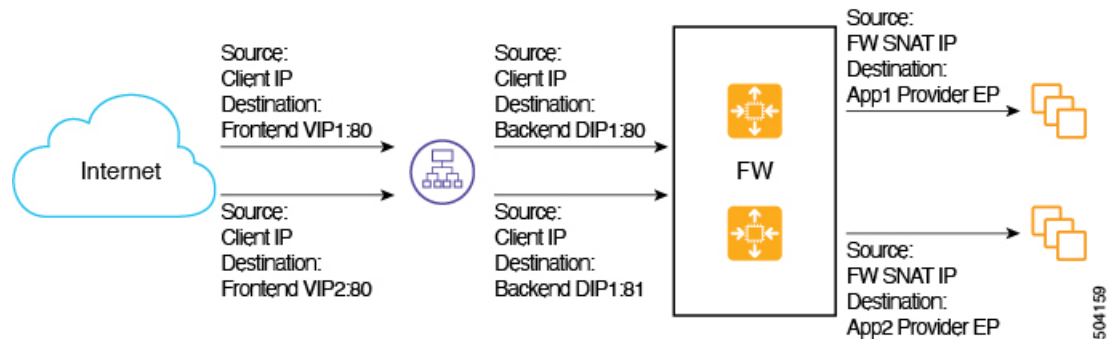 Internet
Source:
Client IP
Destination:
Frontend VIP1:80
Source:
Client IP
Destination:
Frontend VIP2:80
Source:
Client IP
Destination:
Backend DIP1:80
Source:
Client IP
Destination:
Backend DIP1:81
FW
Source:
FW SNAT IP
Destination:
App1 Provider EP
Source:
FW SNAT IP
Destination:
App2 Provider EP
504159